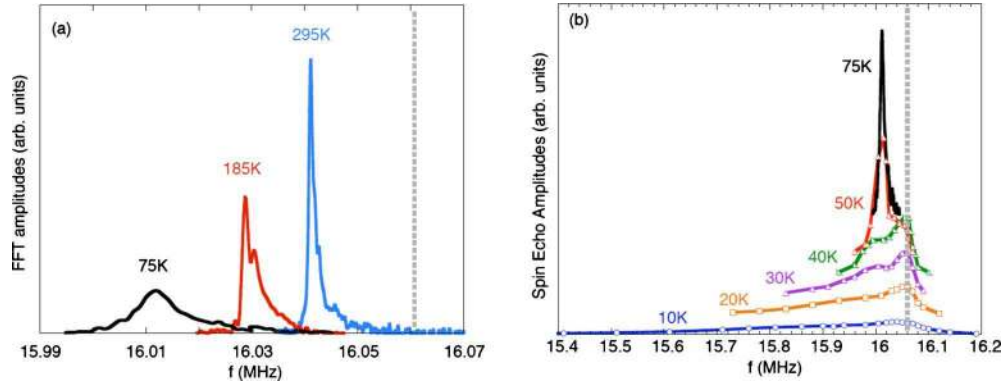 (a)
FFT amplitudes (arb. units)
295K
185K
75K
15.99 16.01 16.03 16.05 16.07
f (MHz)
(b)
Spin Echo Amplitudes (arb. units)
75K
50K
40K
30K
20K
10K
15.4 15.5 15.6 15.7 15.8 15.9 16 16.1 16.2
f (MHz)